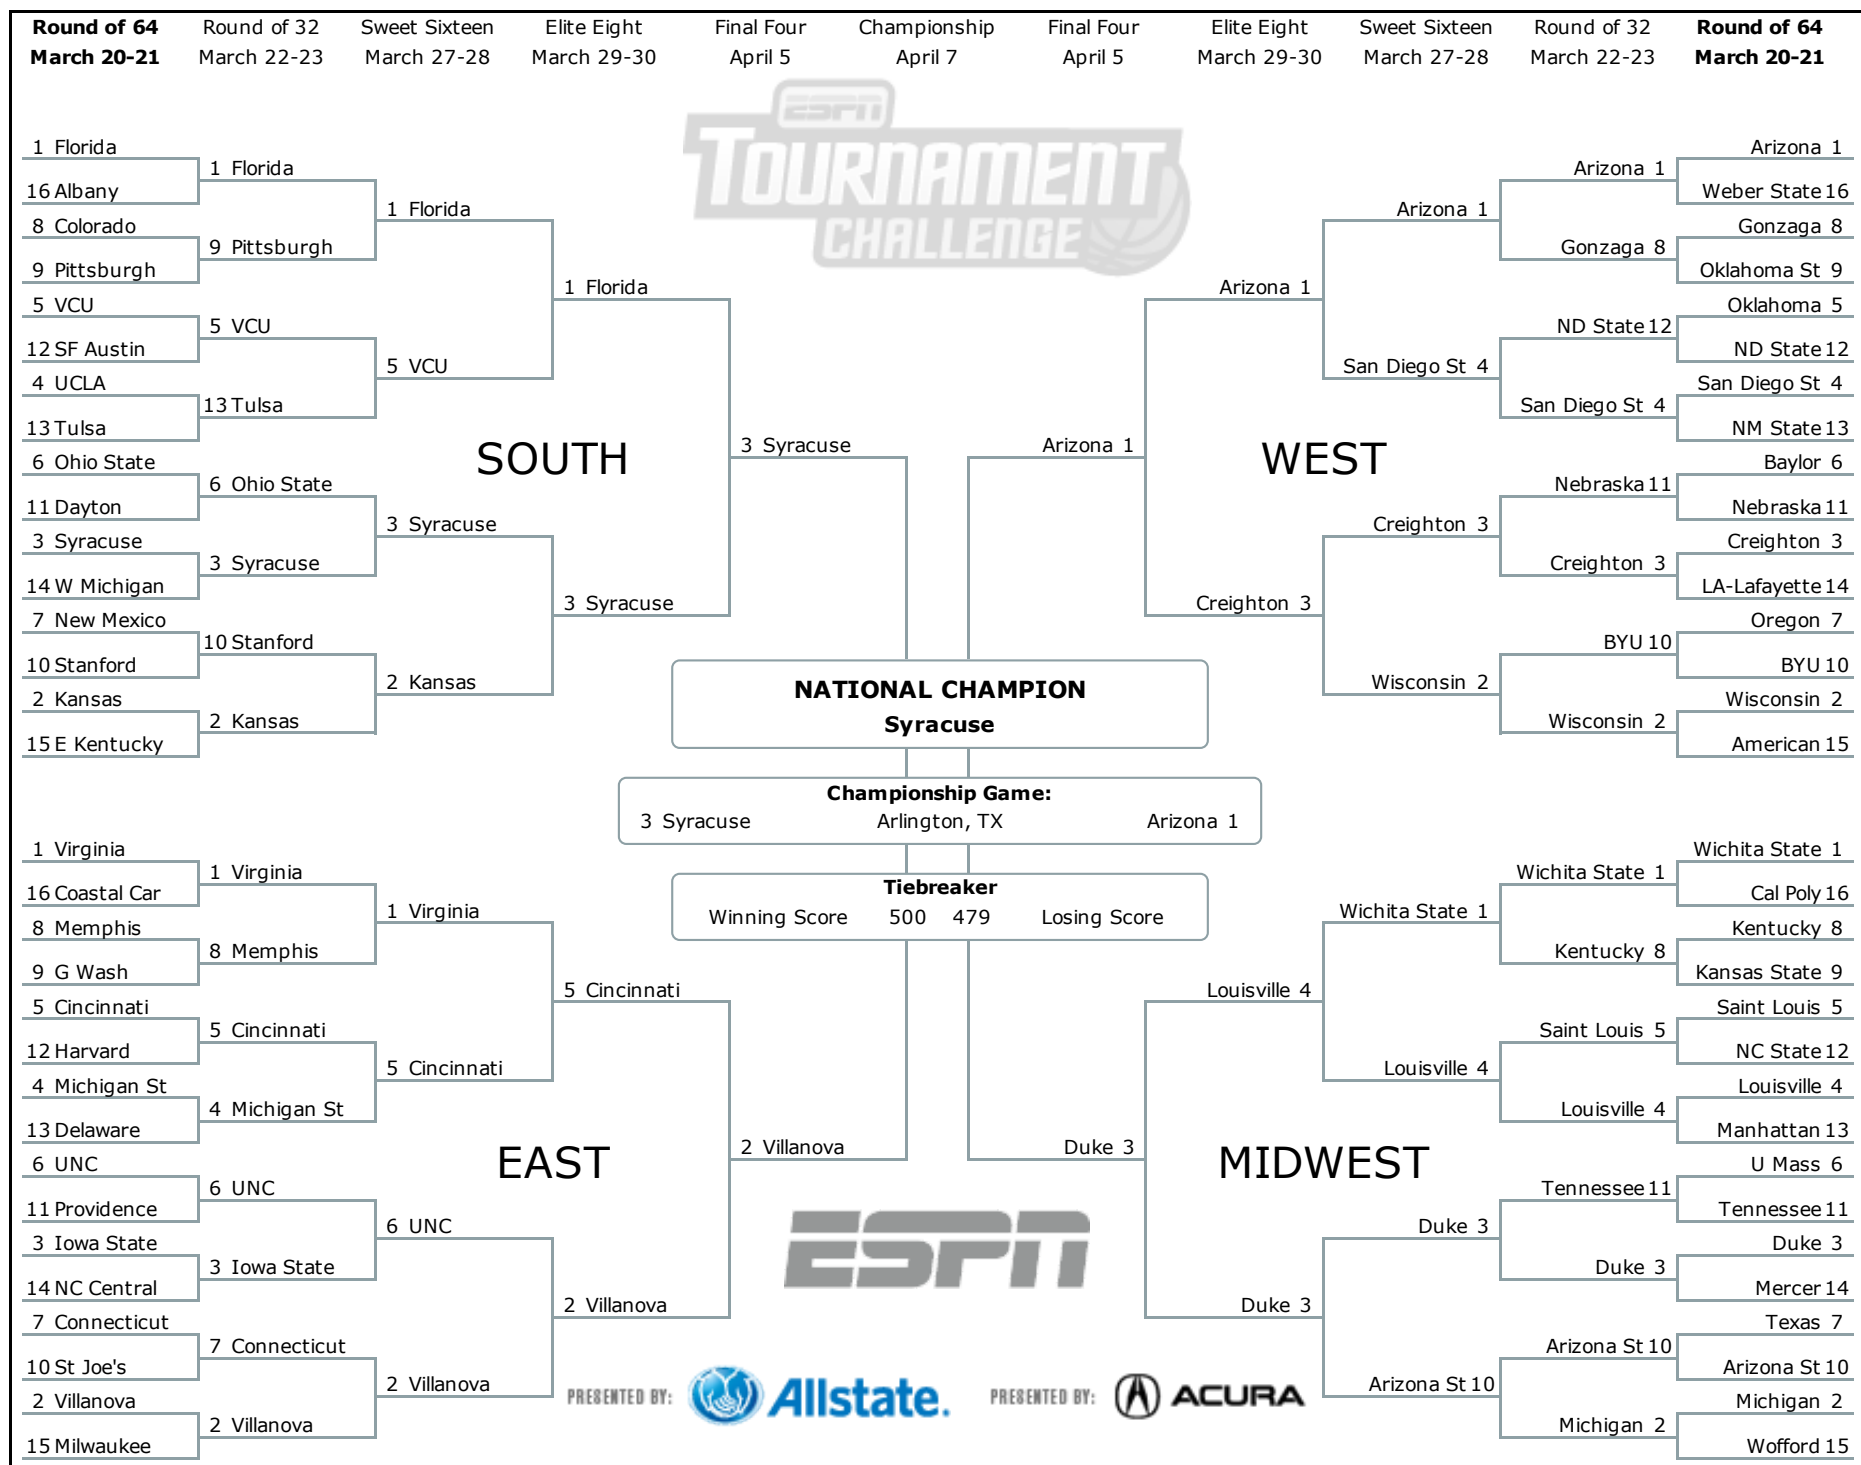 Round of 64 Round of 32 Sweet Sixteen Elite Eight Final Four Championship Final Four Elite Eight Sweet Sixteen Round of 32 Round of 64
March 20-21 March 22-23 March 27-28 March 29-30 April 5 April 7 April 5 March 29-30 March 27-28 March 22-23 March 20-21
ESPN
TOURNAMENT
CHALLENGE
1 Florida
16 Albany
8 Colorado
9 Pittsburgh
5 VCU
12 SF Austin
4 UCLA
13 Tulsa
6 Ohio State
11 Dayton
3 Syracuse
14 W Michigan
7 New Mexico
10 Stanford
2 Kansas
15 E Kentucky
1 Florida
9 Pittsburgh
5 VCU
13 Tulsa
6 Ohio State
3 Syracuse
10 Stanford
2 Kansas
1 Florida
5 VCU
3 Syracuse
2 Kansas
1 Florida
3 Syracuse
3 Syracuse
SOUTH
Arizona 1
WEST
Arizona 1
Creighton 3
Arizona 1
San Diego St 4
Creighton 3
Wisconsin 2
Arizona 1
Gonzaga 8
ND State 12
San Diego St 4
Nebraska 11
Creighton 3
BYU 10
Wisconsin 2
Arizona 1
Weber State 16
Gonzaga 8
Oklahoma St 9
Oklahoma 5
ND State 12
San Diego St 4
NM State 13
Baylor 6
Nebraska 11
Creighton 3
LA-Lafayette 14
Oregon 7
BYU 10
Wisconsin 2
American 15
NATIONAL CHAMPION
Syracuse
Championship Game:
3 Syracuse Arlington, TX Arizona 1
Tiebreaker
Winning Score 500 479 Losing Score
1 Virginia
16 Coastal Car
8 Memphis
9 G Wash
5 Cincinnati
12 Harvard
4 Michigan St
13 Delaware
6 UNC
11 Providence
3 Iowa State
14 NC Central
7 Connecticut
10 St Joe's
2 Villanova
15 Milwaukee
1 Virginia
8 Memphis
5 Cincinnati
4 Michigan St
6 UNC
3 Iowa State
7 Connecticut
2 Villanova
1 Virginia
5 Cincinnati
6 UNC
2 Villanova
5 Cincinnati
2 Villanova
2 Villanova
EAST
Duke 3
MIDWEST
Louisville 4
Duke 3
Wichita State 1
Louisville 4
Duke 3
Arizona St 10
Wichita State 1
Kentucky 8
Saint Louis 5
Louisville 4
Tennessee 11
Duke 3
Arizona St 10
Michigan 2
Wichita State 1
Cal Poly 16
Kentucky 8
Kansas State 9
Saint Louis 5
NC State 12
Louisville 4
Manhattan 13
U Mass 6
Tennessee 11
Duke 3
Mercer 14
Texas 7
Arizona St 10
Michigan 2
Wofford 15
ESPN
PRESENTED BY: Allstate. PRESENTED BY: ACURA